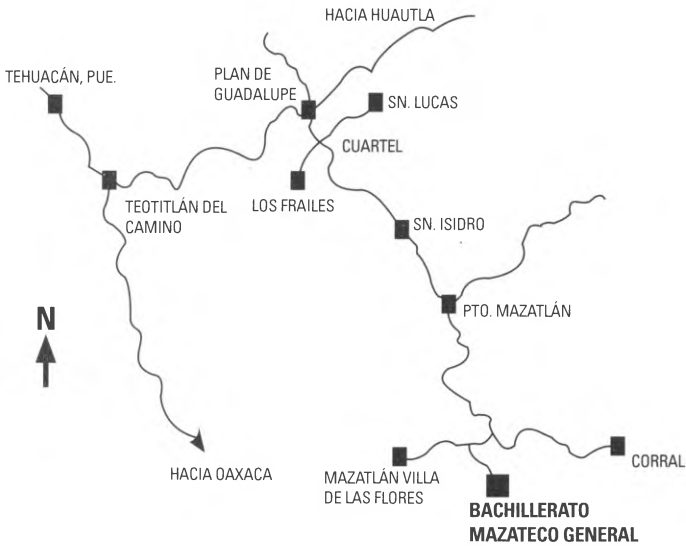 HACIA HUAUTLA
TEHUACÁN, PUE.
PLAN DE
GUADALUPE
SN. LUCAS
CUARTEL
TEOTITLÁN DEL
CAMINO
LOS FRAILES
SN. ISIDRO
PTO. MAZATLÁN
N
HACIA OAXACA
MAZATLÁN VILLA
DE LAS FLORES
CORRAL
BACHILLERATO
MAZATECO GENERAL